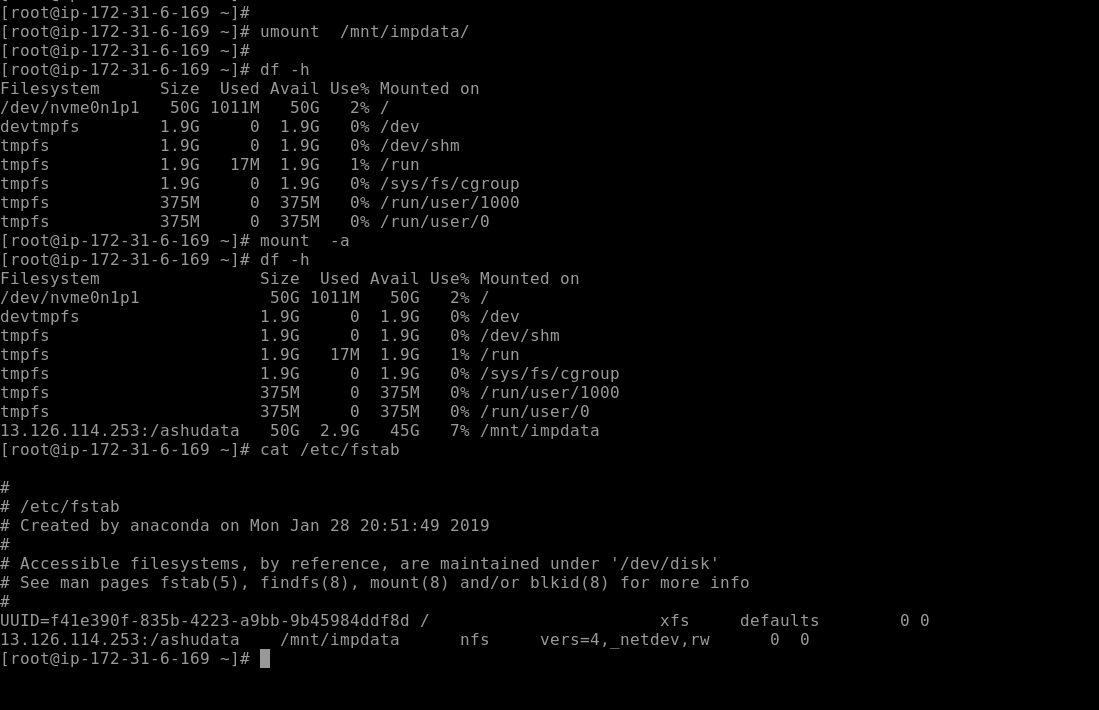 [root@ip-172-31-6-169 ~]#
[root@ip-172-31-6-169 ~]# umount  /mnt/impdata/
[root@ip-172-31-6-169 ~]#
[root@ip-172-31-6-169 ~]# df -h
Filesystem      Size  Used Avail Use% Mounted on
/dev/nvme0n1p1   50G 1011M   50G   2% /
devtmpfs        1.9G     0  1.9G   0% /dev
tmpfs           1.9G     0  1.9G   0% /dev/shm
tmpfs           1.9G   17M  1.9G   1% /run
tmpfs           1.9G     0  1.9G   0% /sys/fs/cgroup
tmpfs           375M     0  375M   0% /run/user/1000
tmpfs           375M     0  375M   0% /run/user/0
[root@ip-172-31-6-169 ~]# mount  -a
[root@ip-172-31-6-169 ~]# df -h
Filesystem                Size  Used Avail Use% Mounted on
/dev/nvme0n1p1             50G 1011M   50G   2% /
devtmpfs                  1.9G     0  1.9G   0% /dev
tmpfs                     1.9G     0  1.9G   0% /dev/shm
tmpfs                     1.9G   17M  1.9G   1% /run
tmpfs                     1.9G     0  1.9G   0% /sys/fs/cgroup
tmpfs                     375M     0  375M   0% /run/user/1000
tmpfs                     375M     0  375M   0% /run/user/0
13.126.114.253:/ashudata   50G  2.9G   45G   7% /mnt/impdata
[root@ip-172-31-6-169 ~]# cat /etc/fstab
#
# /etc/fstab
# Created by anaconda on Mon Jan 28 20:51:49 2019
#
# Accessible filesystems, by reference, are maintained under '/dev/disk'
# See man pages fstab(5), findfs(8), mount(8) and/or blkid(8) for more info
#
UUID=f41e390f-835b-4223-a9bb-9b45984ddf8d /                       xfs     defaults        0 0
13.126.114.253:/ashudata    /mnt/impdata      nfs     vers=4,_netdev,rw      0  0
[root@ip-172-31-6-169 ~]#